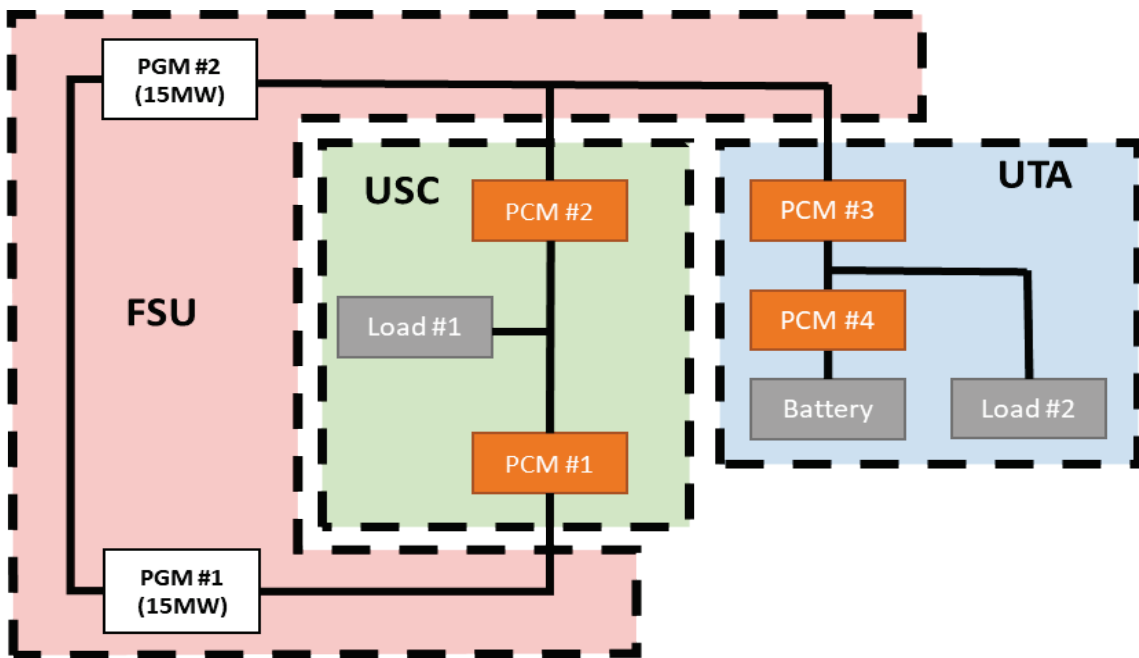 PGM #2
(15MW)
USC
UTA
PCM #2
PCM #3
FSU
Load #1
PCM #4
Battery
Load #2
PCM #1
PGM #1
(15MW)